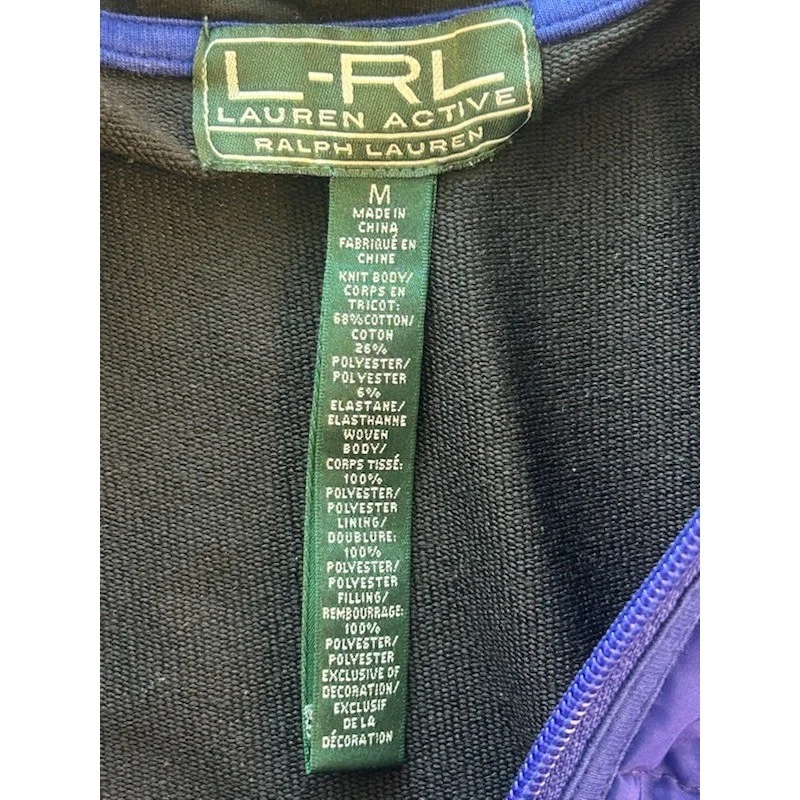 L-RL
LAUREN ACTIVE
RALPH LAUREN
M
MADE IN
CHINA
FABRIQUÉ EN
CHINE
KNIT BODY/
CORPS EN
TRICOT:
68%COTTON/
COTON
26%
POLYESTER/
POLYESTER
6%
ELASTANE/
ELASTHANNE
WOVEN
BODY/
CORPS TISSÉ:
100%
POLYESTER/
POLYESTER
LINING/
DOUBLURE:
100%
POLYESTER/
POLYESTER
FILLING/
REMBOURRAGE:
100%
POLYESTER/
POLYESTER
EXCLUSIVE OF
DECORATION/
EXCLUSIF
DE LA
DÉCORATION